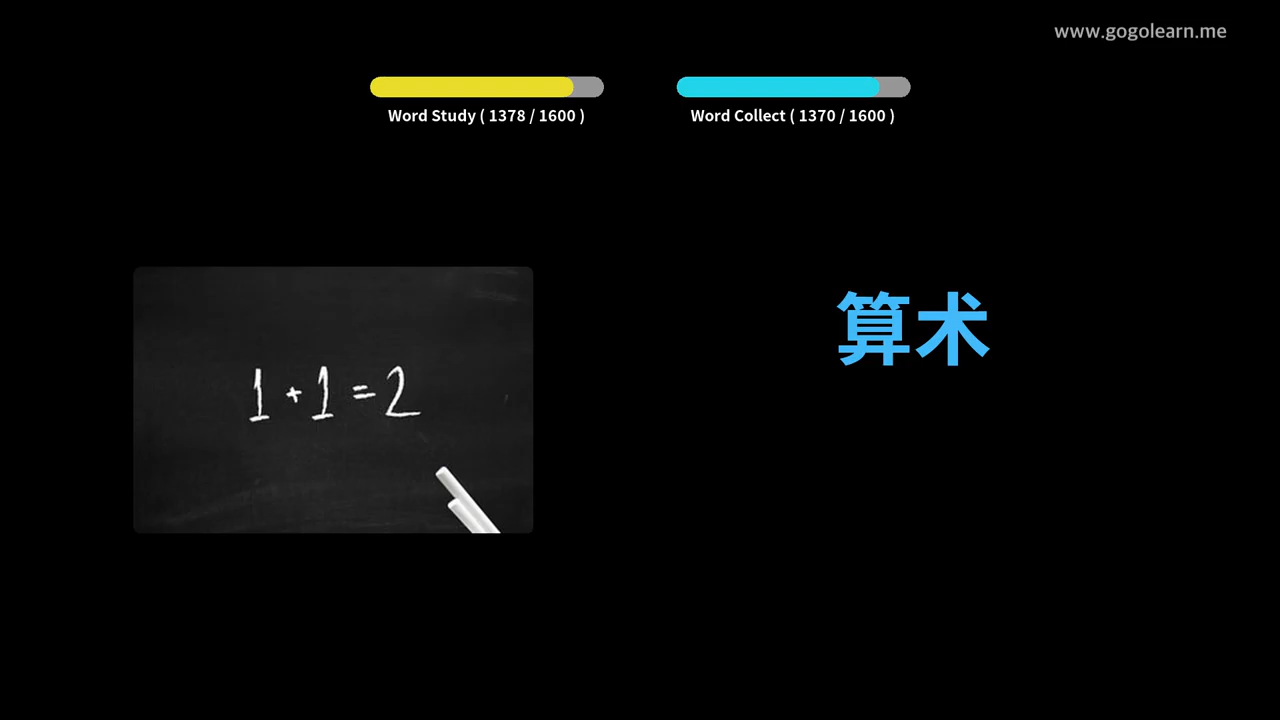 www.gogolearn.me
Word Study ( 1378 / 1600 )
Word Collect ( 1370 / 1600 )
算术
1 + 1 = 2